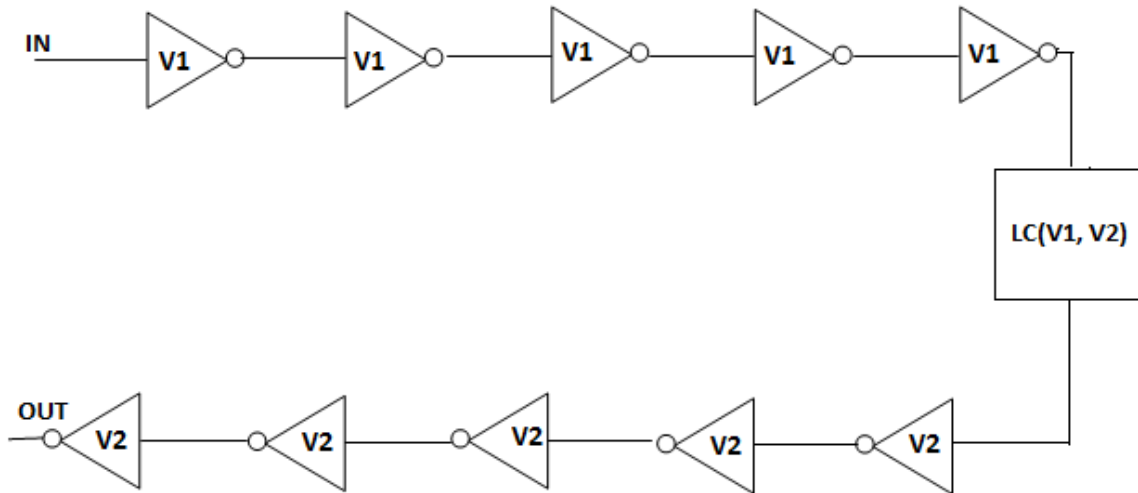 IN
V1 V1 V1 V1 V1
LC(V1, V2)
OUT
V2 V2 V2 V2 V2